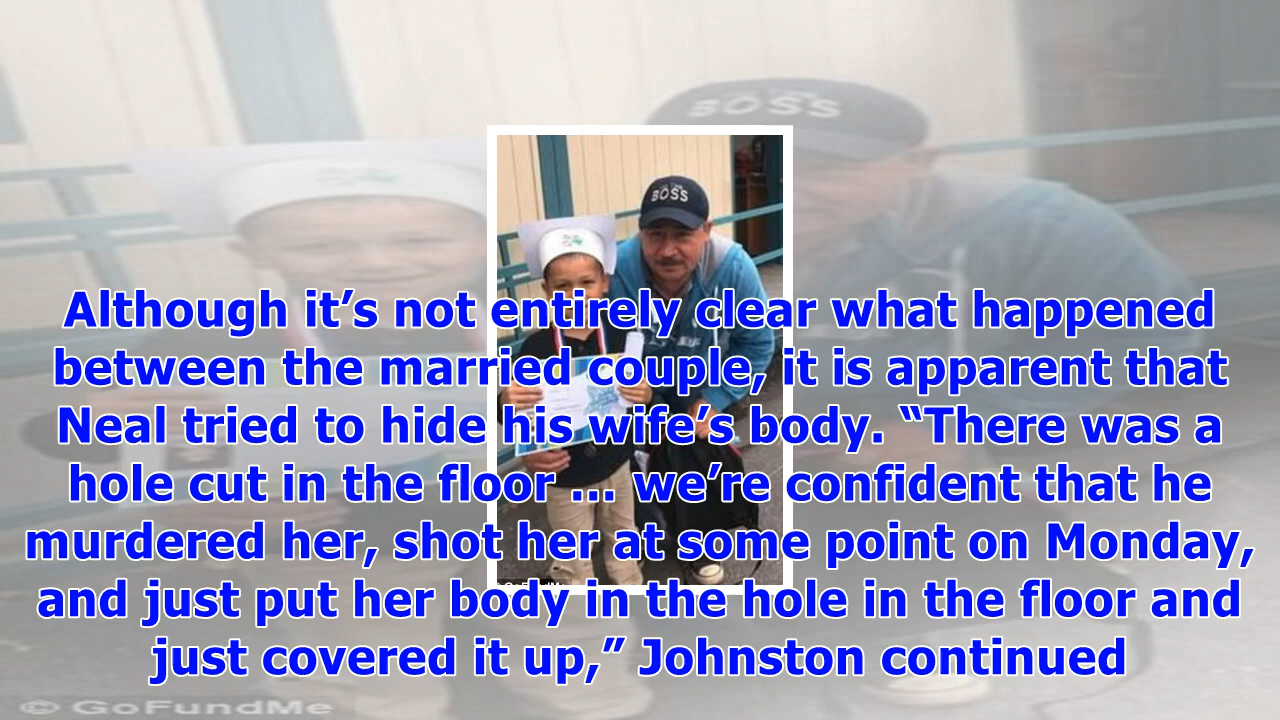 BOSS
BOSS
Although it’s not entirely clear what happened
between the married couple, it is apparent that
Neal tried to hide his wife’s body. “There was a
hole cut in the floor ... we’re confident that he
murdered her, shot her at some point on Monday,
and just put her body in the hole in the floor and
just covered it up,” Johnston continued
© GoFundMe
© GoFundMe